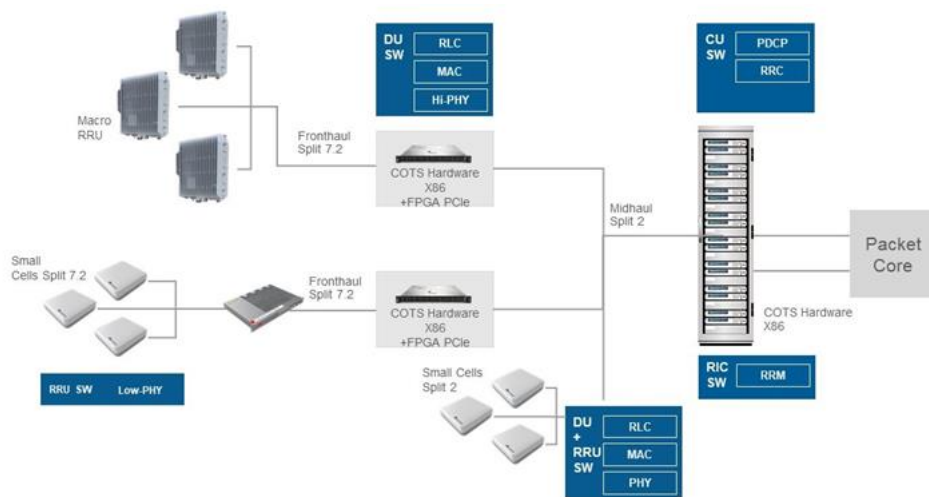 DU
SW
RLC
MAC
Hi-PHY
CU
SW
PDCP
RRC
Macro
RRU
Fronthaul
Split 7.2
COTS Hardware
X86
+FPGA PCIe
Midhaul
Split 2
Packet
Core
Small
Cells Split 7.2
Fronthaul
Split 7.2
COTS Hardware
X86
+FPGA PCIe
COTS Hardware
X86
RRU SW Low-PHY
Small Cells
Split 2
RIC
SW
RRM
DU
+
RRU
SW
RLC
MAC
PHY